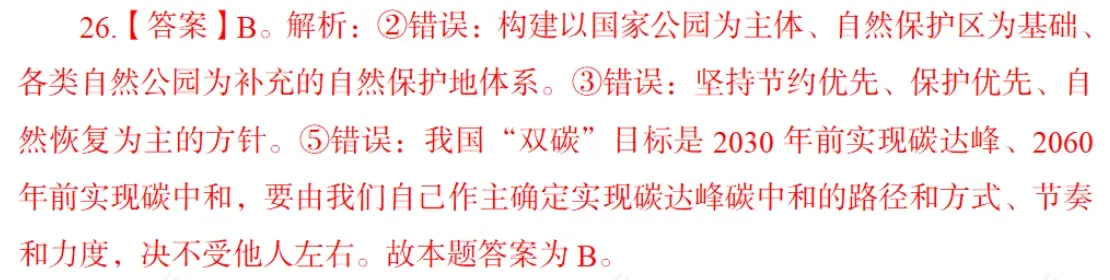 26.【答案】B。解析：②错误：构建以国家公园为主体、自然保护区为基础、
各类自然公园为补充的自然保护地体系。③错误：坚持节约优先、保护优先、自
然恢复为主的方针。⑤错误：我国“双碳”目标是 2030 年前实现碳达峰、2060
年前实现碳中和，要由我们自己作主确定实现碳达峰碳中和的路径和方式、节奏
和力度，决不受他人左右。故本题答案为 B。